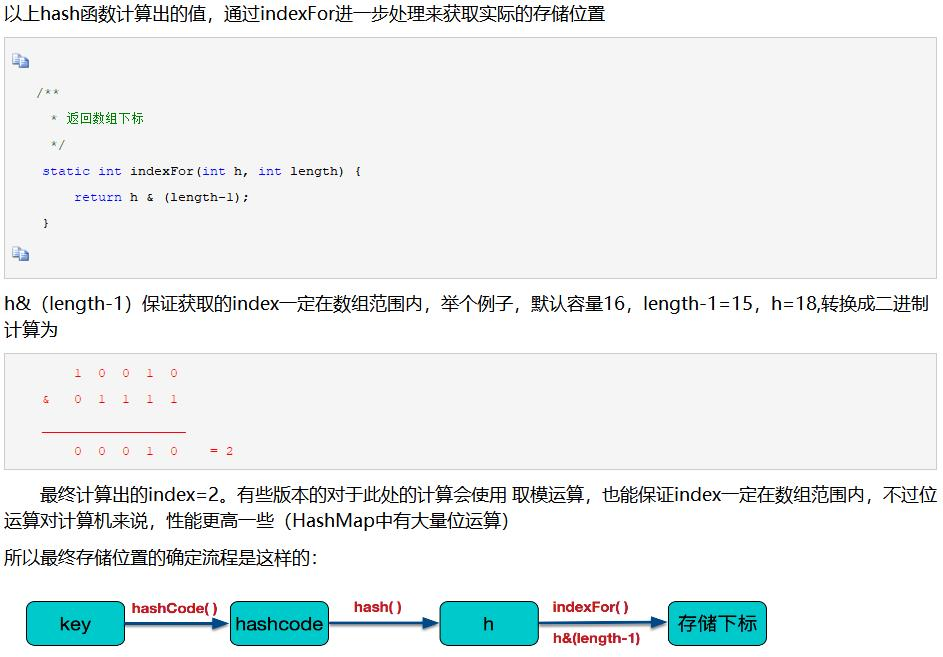 以上hash函数计算出的值，通过indexFor进一步处理来获取实际的存储位置
/**
* 返回数组下标
*/
static int indexFor(int h, int length) {
return h & (length-1);
}
h&（length-1）保证获取的index一定在数组范围内，举个例子，默认容量16，length-1=15，h=18,转换成二进制
计算为
1 0 0 1 0
& 0 1 1 1 1
0 0 0 1 0 = 2
最终计算出的index=2。有些版本的对于此处的计算会使用 取模运算，也能保证index一定在数组范围内，不过位
运算对计算机来说，性能更高一些（HashMap中有大量位运算）
所以最终存储位置的确定流程是这样的：
key hashCode( ) hashcode hash( ) h indexFor( ) 存储下标
h&(length-1)